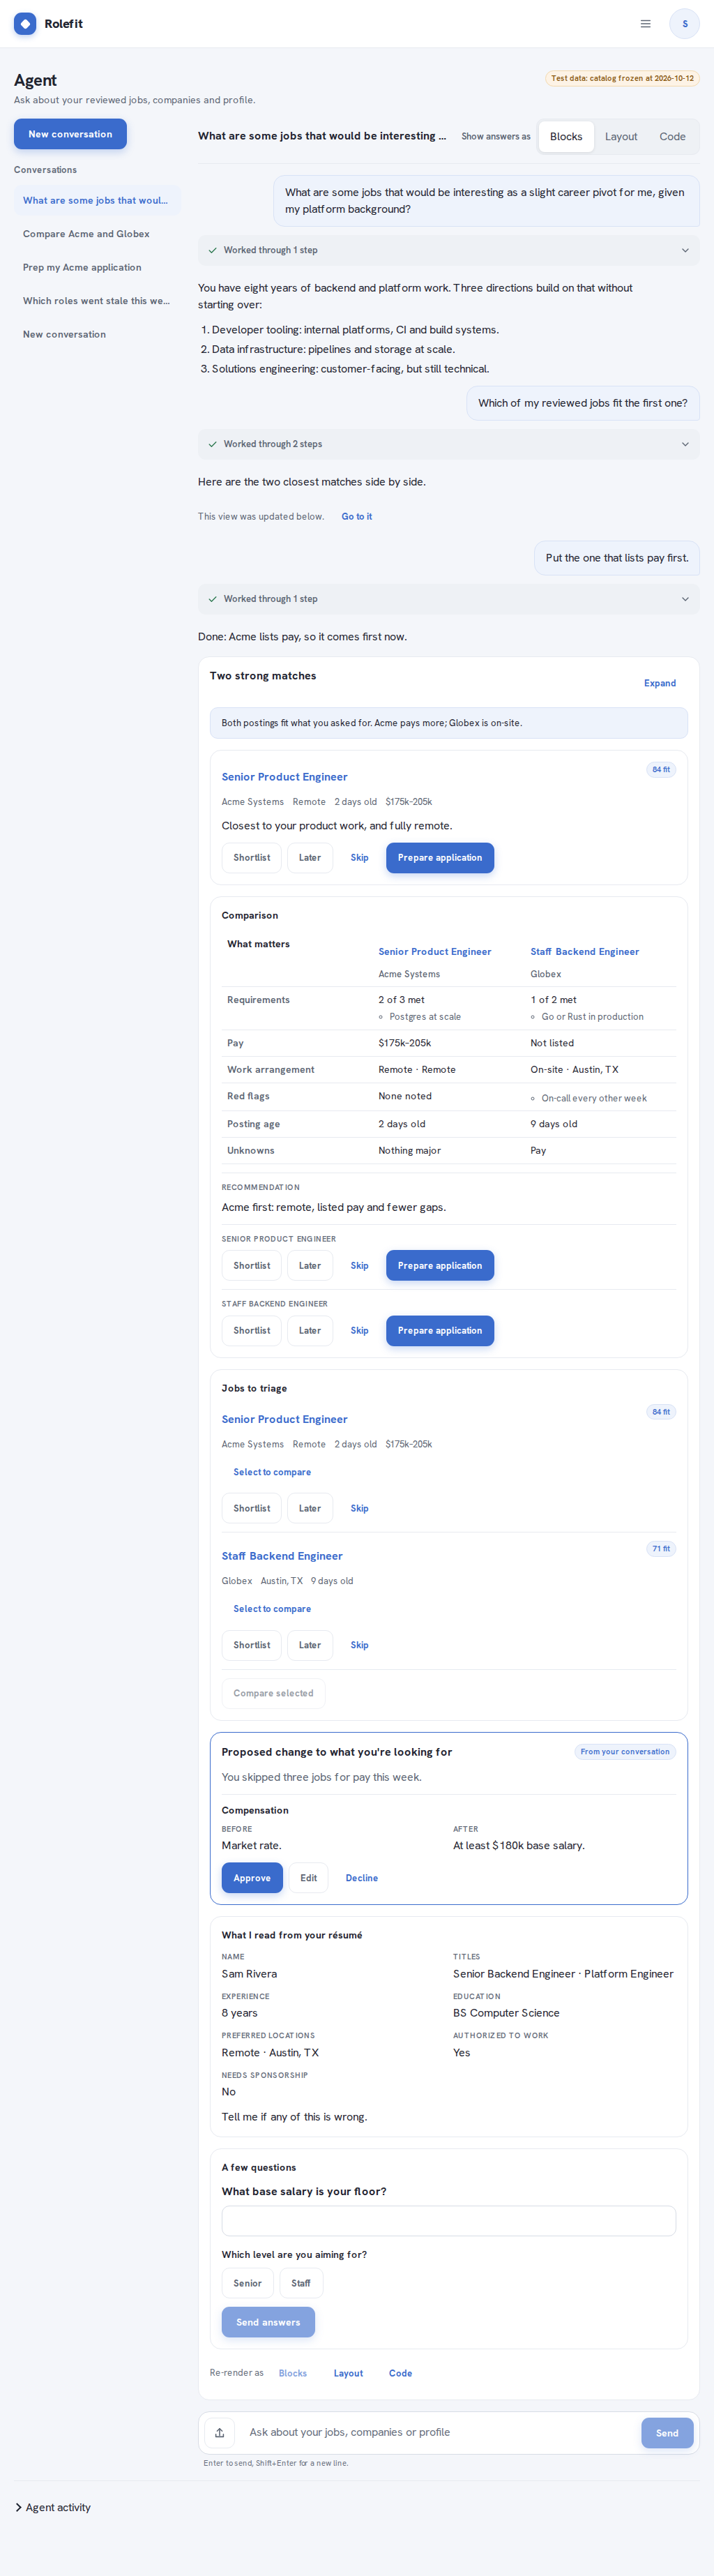 Rolefit
S
Agent
Test data: catalog frozen at 2026-10-12
Ask about your reviewed jobs, companies and profile.
New conversation
Conversations
What are some jobs that woul...
Compare Acme and Globex
Prep my Acme application
Which roles went stale this we...
New conversation
What are some jobs that would be interesting ...
Show answers as
Blocks
Layout
Code
What are some jobs that would be interesting as a slight career pivot for me, given
my platform background?
Worked through 1 step
You have eight years of backend and platform work. Three directions build on that without
starting over:
1. Developer tooling: internal platforms, CI and build systems.
2. Data infrastructure: pipelines and storage at scale.
3. Solutions engineering: customer-facing, but still technical.
Which of my reviewed jobs fit the first one?
Worked through 2 steps
Here are the two closest matches side by side.
This view was updated below. Go to it
Put the one that lists pay first.
Worked through 1 step
Done: Acme lists pay, so it comes first now.
Two strong matches
Expand
Both postings fit what you asked for. Acme pays more; Globex is on-site.
Senior Product Engineer
84 fit
Acme Systems Remote 2 days old $175k-205k
Closest to your product work, and fully remote.
Shortlist Later Skip Prepare application
Comparison
What matters Senior Product Engineer Staff Backend Engineer
Acme Systems Globex
Requirements 2 of 3 met 1 of 2 met
Postgres at scale Go or Rust in production
Pay $175k-205k Not listed
Work arrangement Remote · Remote On-site · Austin, TX
Red flags None noted On-call every other week
Posting age 2 days old 9 days old
Unknowns Nothing major Pay
RECOMMENDATION
Acme first: remote, listed pay and fewer gaps.
SENIOR PRODUCT ENGINEER
Shortlist Later Skip Prepare application
STAFF BACKEND ENGINEER
Shortlist Later Skip Prepare application
Jobs to triage
Senior Product Engineer
84 fit
Acme Systems Remote 2 days old $175k-205k
Select to compare
Shortlist Later Skip
Staff Backend Engineer
71 fit
Globex Austin, TX 9 days old
Select to compare
Shortlist Later Skip
Compare selected
Proposed change to what you're looking for
From your conversation
You skipped three jobs for pay this week.
Compensation
BEFORE AFTER
Market rate. At least $180k base salary.
Approve Edit Decline
What I read from your résumé
NAME TITLES
Sam Rivera Senior Backend Engineer · Platform Engineer
EXPERIENCE EDUCATION
8 years BS Computer Science
PREFERRED LOCATIONS AUTHORIZED TO WORK
Remote · Austin, TX Yes
NEEDS SPONSORSHIP
No
Tell me if any of this is wrong.
A few questions
What base salary is your floor?
Which level are you aiming for?
Senior Staff
Send answers
Re-render as Blocks Layout Code
Ask about your jobs, companies or profile
Send
Enter to send, Shift+Enter for a new line.
Agent activity